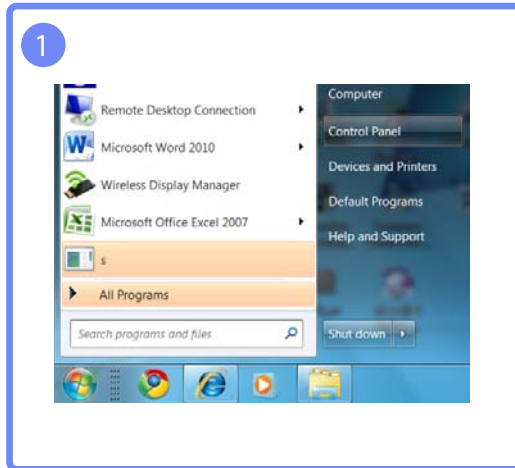 1
Remote Desktop Connection
Microsoft Word 2010
Wireless Display Manager
Microsoft Office Excel 2007
s
All Programs
Search programs and files
Computer
Control Panel
Devices and Printers
Default Programs
Help and Support
Shut down